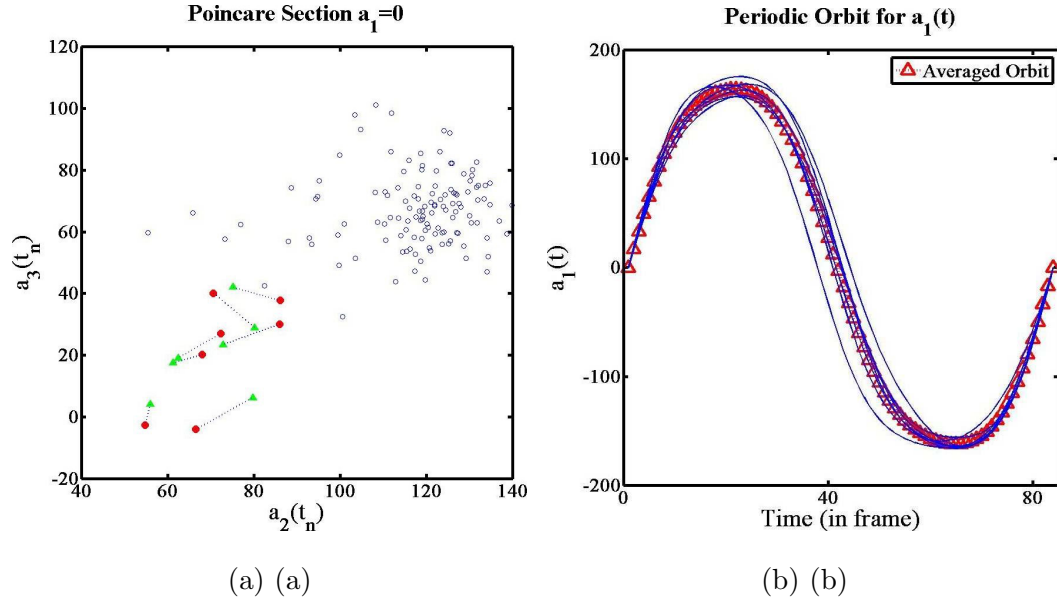 Poincare Section a₁=0
120
100
80
60
40
20
0
-20
40
60
80
100
120
140
a₃(tₙ)
a₂(tₙ)
(a) (a)
Periodic Orbit for a₁(t)
200
100
0
-100
-200
0
40
80
a₁(t)
Time (in frame)
Averaged Orbit
(b) (b)